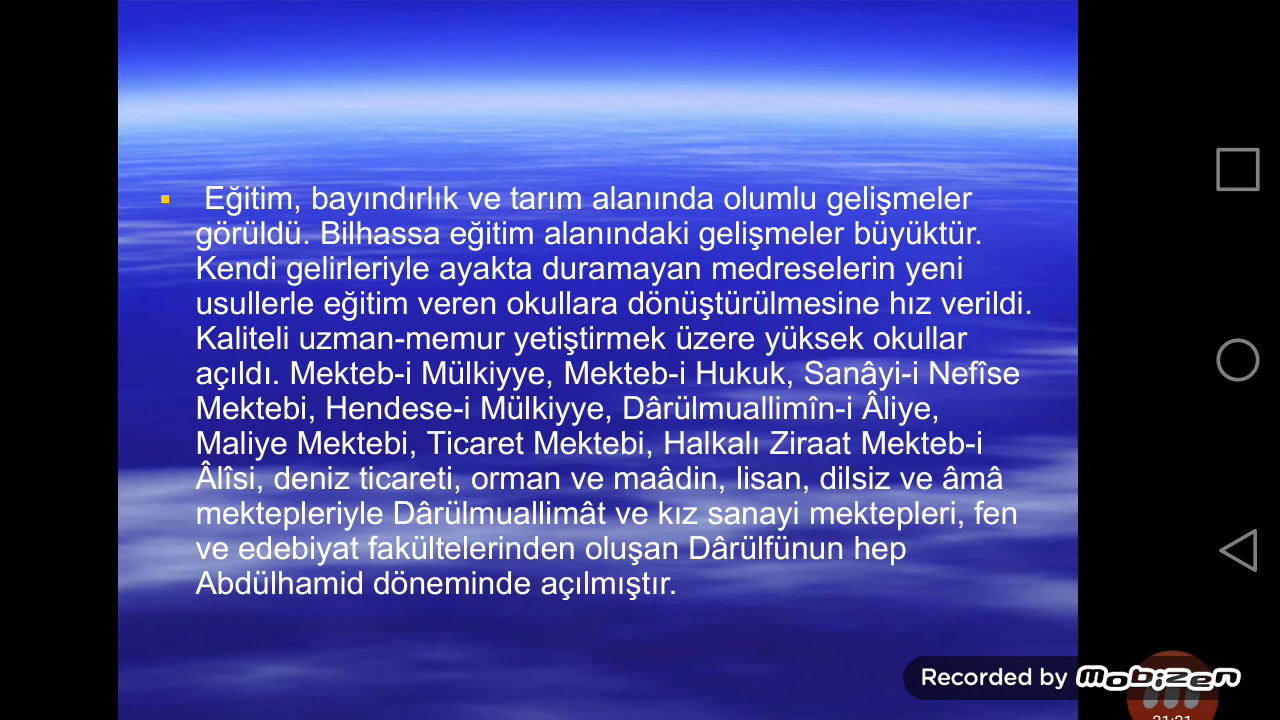 Eğitim, bayındırlık ve tarım alanında olumlu gelişmeler
görüldü. Bilhassa eğitim alanındaki gelişmeler büyüktür.
Kendi gelirleriyle ayakta duramayan medreselerin yeni
usullerle eğitim veren okullara dönüştürülmesine hız verildi.
Kaliteli uzman-memur yetiştirmek üzere yüksek okullar
açıldı. Mekteb-i Mülkiyye, Mekteb-i Hukuk, Sanâyi-i Nefîse
Mektebi, Hendese-i Mülkiyye, Dârülmuallimîn-i Âliye,
Maliye Mektebi, Ticaret Mektebi, Halkalı Ziraat Mekteb-i
Âlîsi, deniz ticareti, orman ve maâdin, lisan, dilsiz ve âmâ
mektepleriyle Dârülmuallimât ve kız sanayi mektepleri, fen
ve edebiyat fakültelerinden oluşan Dârülfünun hep
Abdülhamid döneminde açılmıştır.
Recorded by mobizen